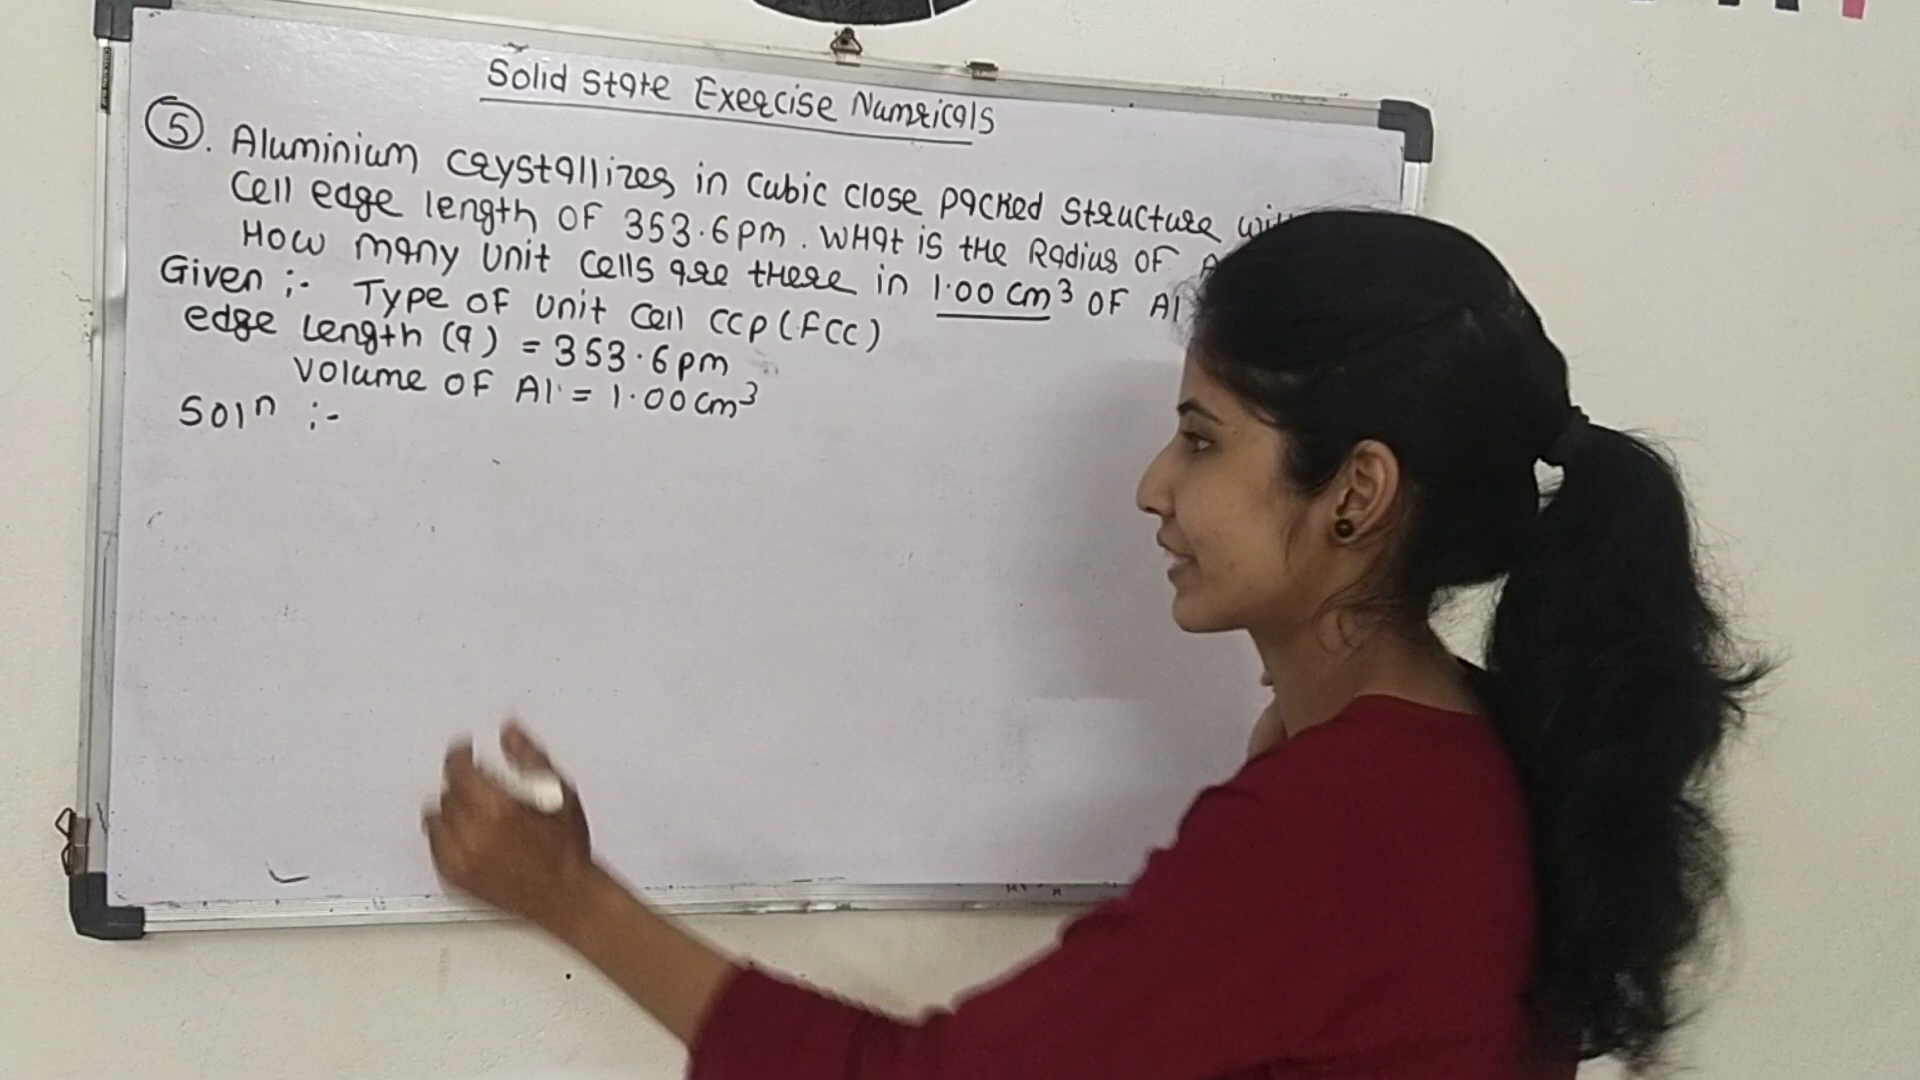 Solid State Exercise Numericals
5. Aluminium crystallizes in cubic close packed structure
cell edge length of 353.6pm. What is the Radius of
How many unit cells are there in 1.00 cm³ of Al
Given :- Type of unit cell ccp (FCC)
edge length (a) = 353.6pm
Volume of Al = 1.00cm³
Solⁿ :-